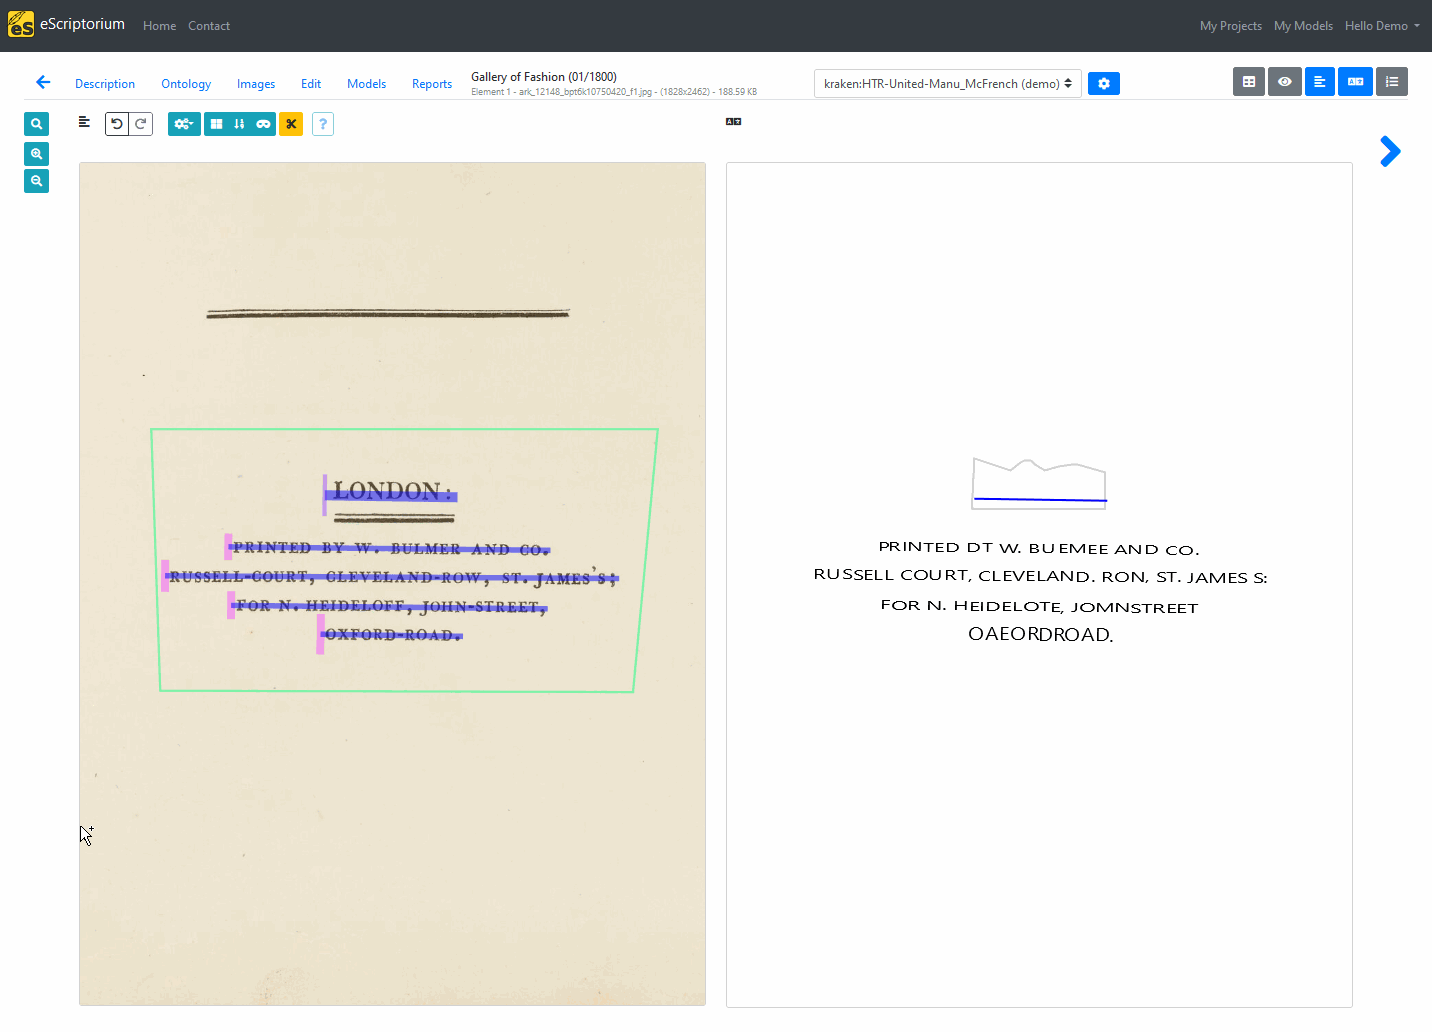 eScriptorium
Home
Contact
My Projects
My Models
Hello Demo
Description
Ontology
Images
Edit
Models
Reports
Gallery of Fashion (01/1800)
Element 1 - ark_12148_bpt6k10750420_f1.jpg - (1828x2462) - 188.59 KB
kraken:HTR-United-Manu_McFrench (demo)
LONDON:
PRINTED BY W. BULMER AND CO.
RUSSELL-COURT, CLEVELAND-ROW, ST. JAMES'S;
FOR N. HEIDELOFF, JOHN-STREET,
OXFORD-ROAD.
PRINTED DT W. BUEMEE AND CO.
RUSSELL COURT, CLEVELAND. RON, ST. JAMES S:
FOR N. HEIDELOTE, JOMNSTREET
OAEORDROAD.